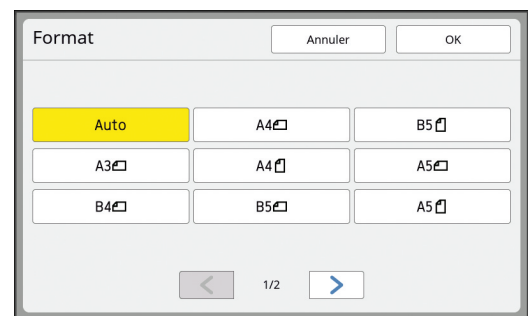 Format Annuler OK
Auto A4 B5
A3 A4 A5
B4 B5 A5
1/2